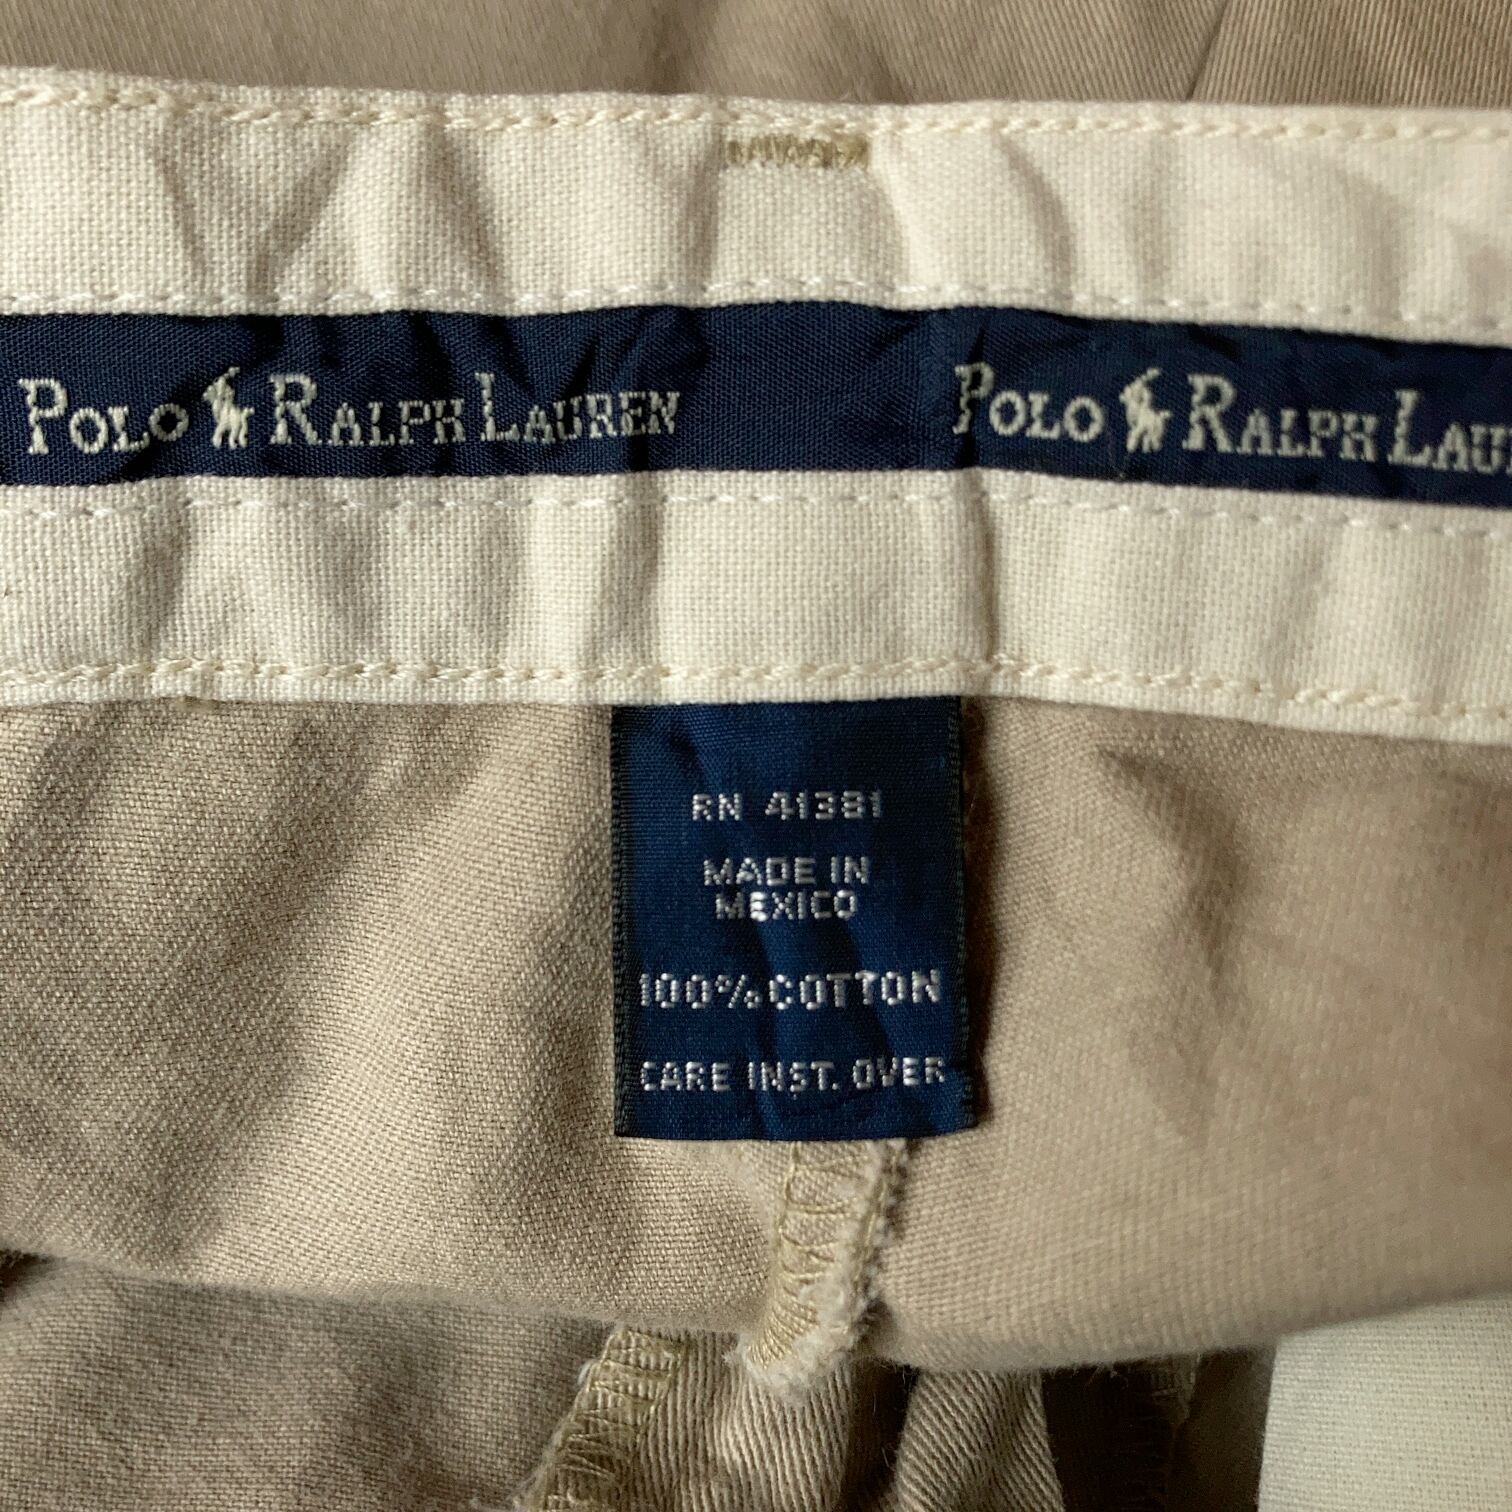 POLO RALPH LAUREN POLO RALPH LAU
RN 41381
MADE IN
MEXICO
100% COTTON
CARE INST. OVER